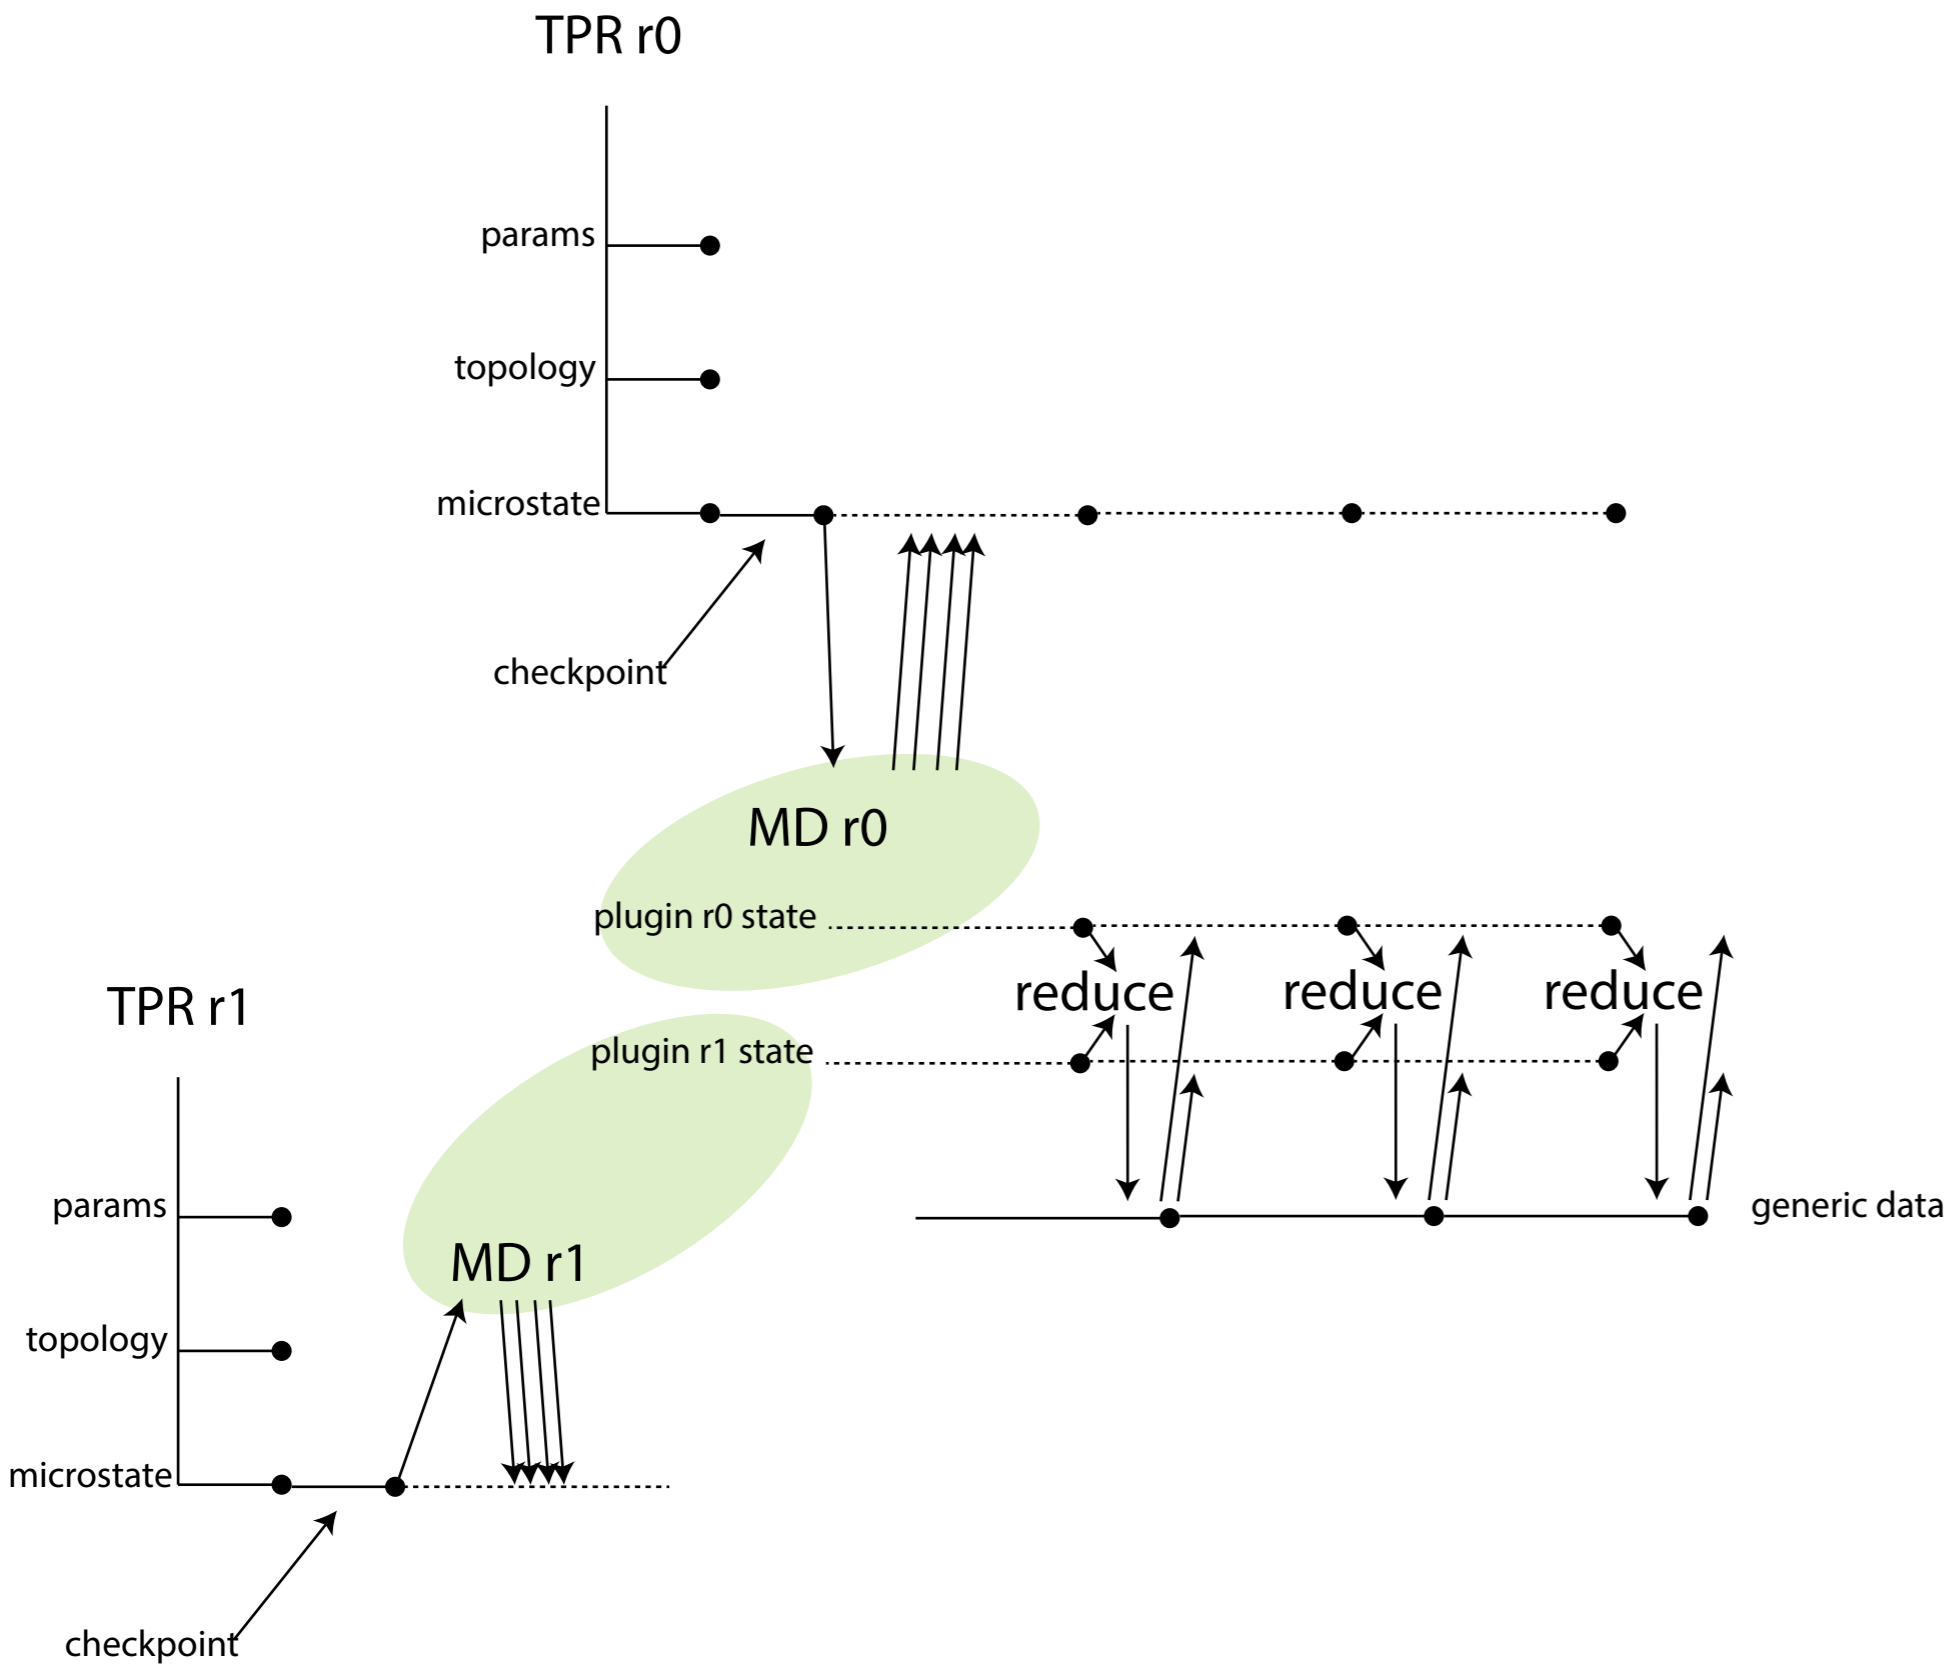 TPR r0
params
topology
microstate
checkpoint
MD r0
plugin r0 state
reduce reduce reduce
TPR r1
plugin r1 state
params
generic data
MD r1
topology
microstate
checkpoint